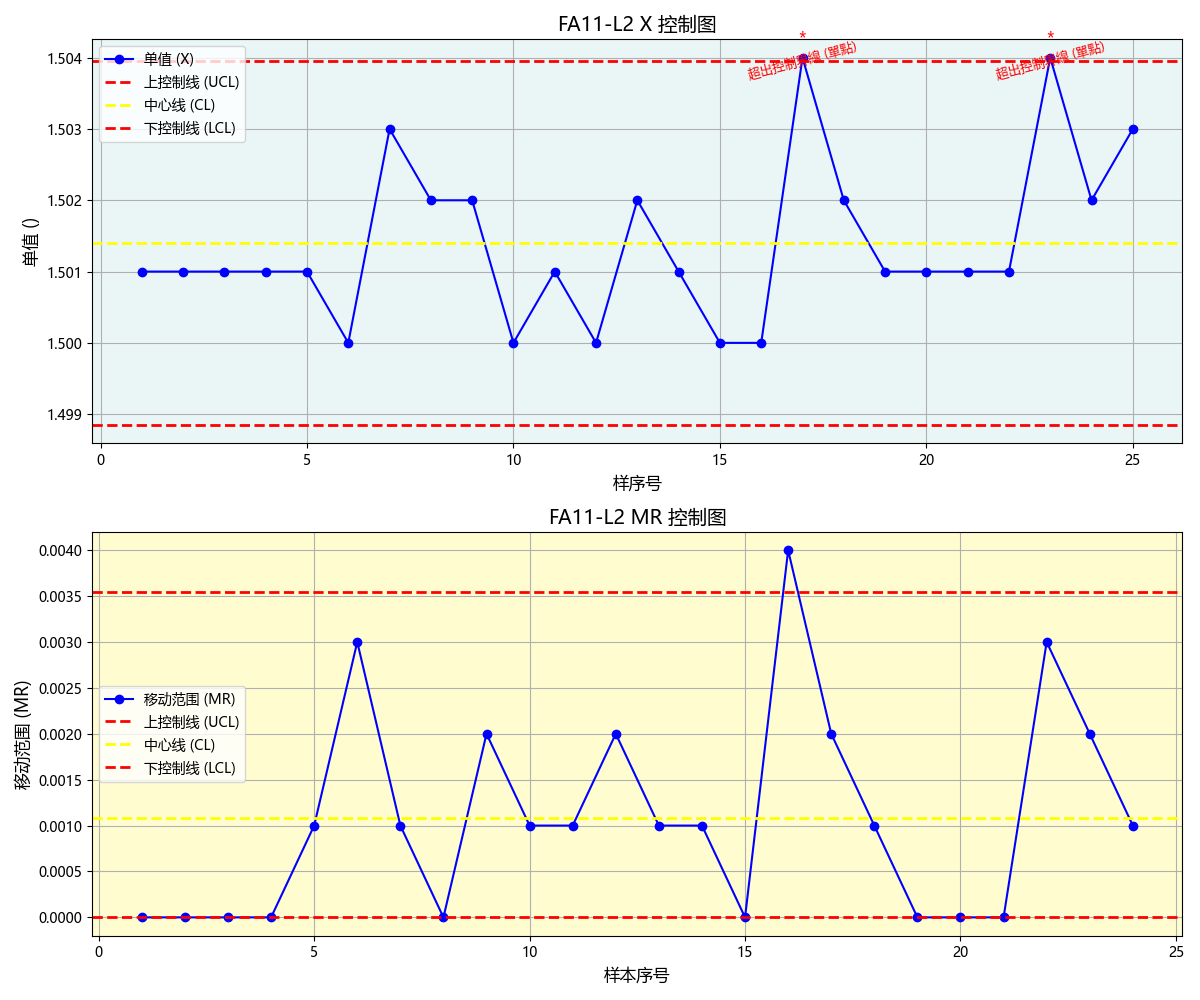 FA11-L2 X 控制图
*
*
超出控制界線 (單點)
超出控制界線 (單點)
单值 (X)
上控制线 (UCL)
中心线 (CL)
下控制线 (LCL)
1.504
1.503
1.502
1.501
1.500
1.499
单值 ()
0
5
10
15
20
25
样序号
FA11-L2 MR 控制图
0.0040
0.0035
0.0030
0.0025
0.0020
0.0015
0.0010
0.0005
0.0000
移动范围 (MR)
移动范围 (MR)
上控制线 (UCL)
中心线 (CL)
下控制线 (LCL)
0
5
10
15
20
25
样本序号